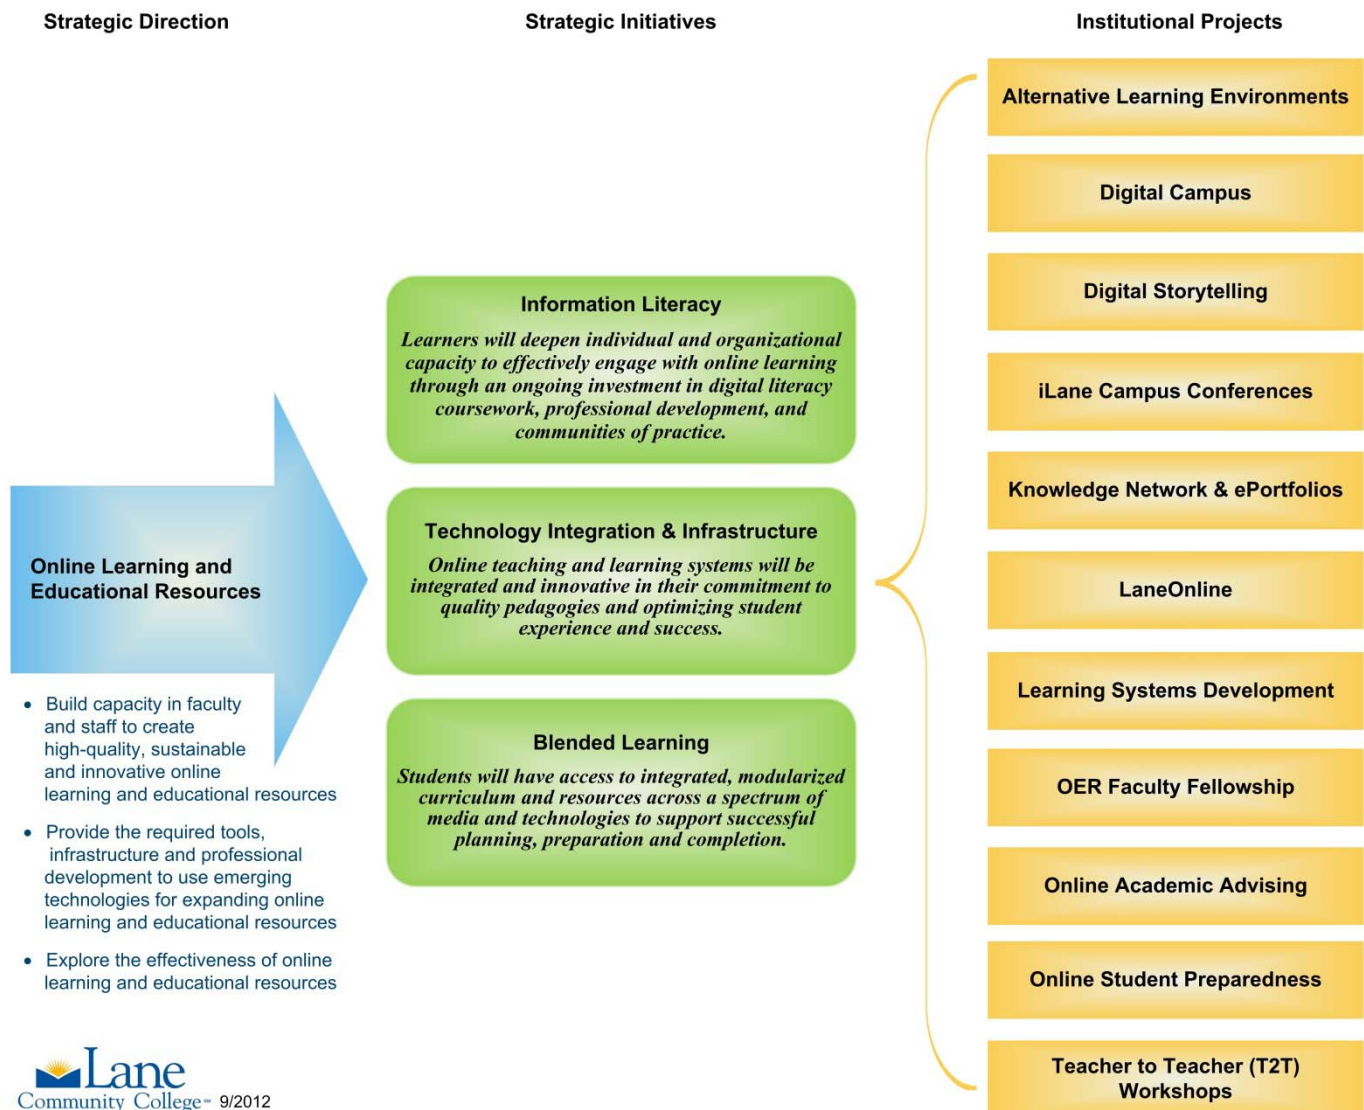 Strategic Direction
Strategic Initiatives
Institutional Projects
Online Learning and
Educational Resources
• Build capacity in faculty
and staff to create
high-quality, sustainable
and innovative online
learning and educational resources
• Provide the required tools,
infrastructure and professional
development to use emerging
technologies for expanding online
learning and educational resources
• Explore the effectiveness of online
learning and educational resources
Information Literacy
Learners will deepen individual and organizational
capacity to effectively engage with online learning
through an ongoing investment in digital literacy
coursework, professional development, and
communities of practice.
Technology Integration & Infrastructure
Online teaching and learning systems will be
integrated and innovative in their commitment to
quality pedagogies and optimizing student
experience and success.
Blended Learning
Students will have access to integrated, modularized
curriculum and resources across a spectrum of
media and technologies to support successful
planning, preparation and completion.
Alternative Learning Environments
Digital Campus
Digital Storytelling
iLane Campus Conferences
Knowledge Network & ePortfolios
LaneOnline
Learning Systems Development
OER Faculty Fellowship
Online Academic Advising
Online Student Preparedness
Teacher to Teacher (T2T)
Workshops
Lane
Community College℠ 9/2012